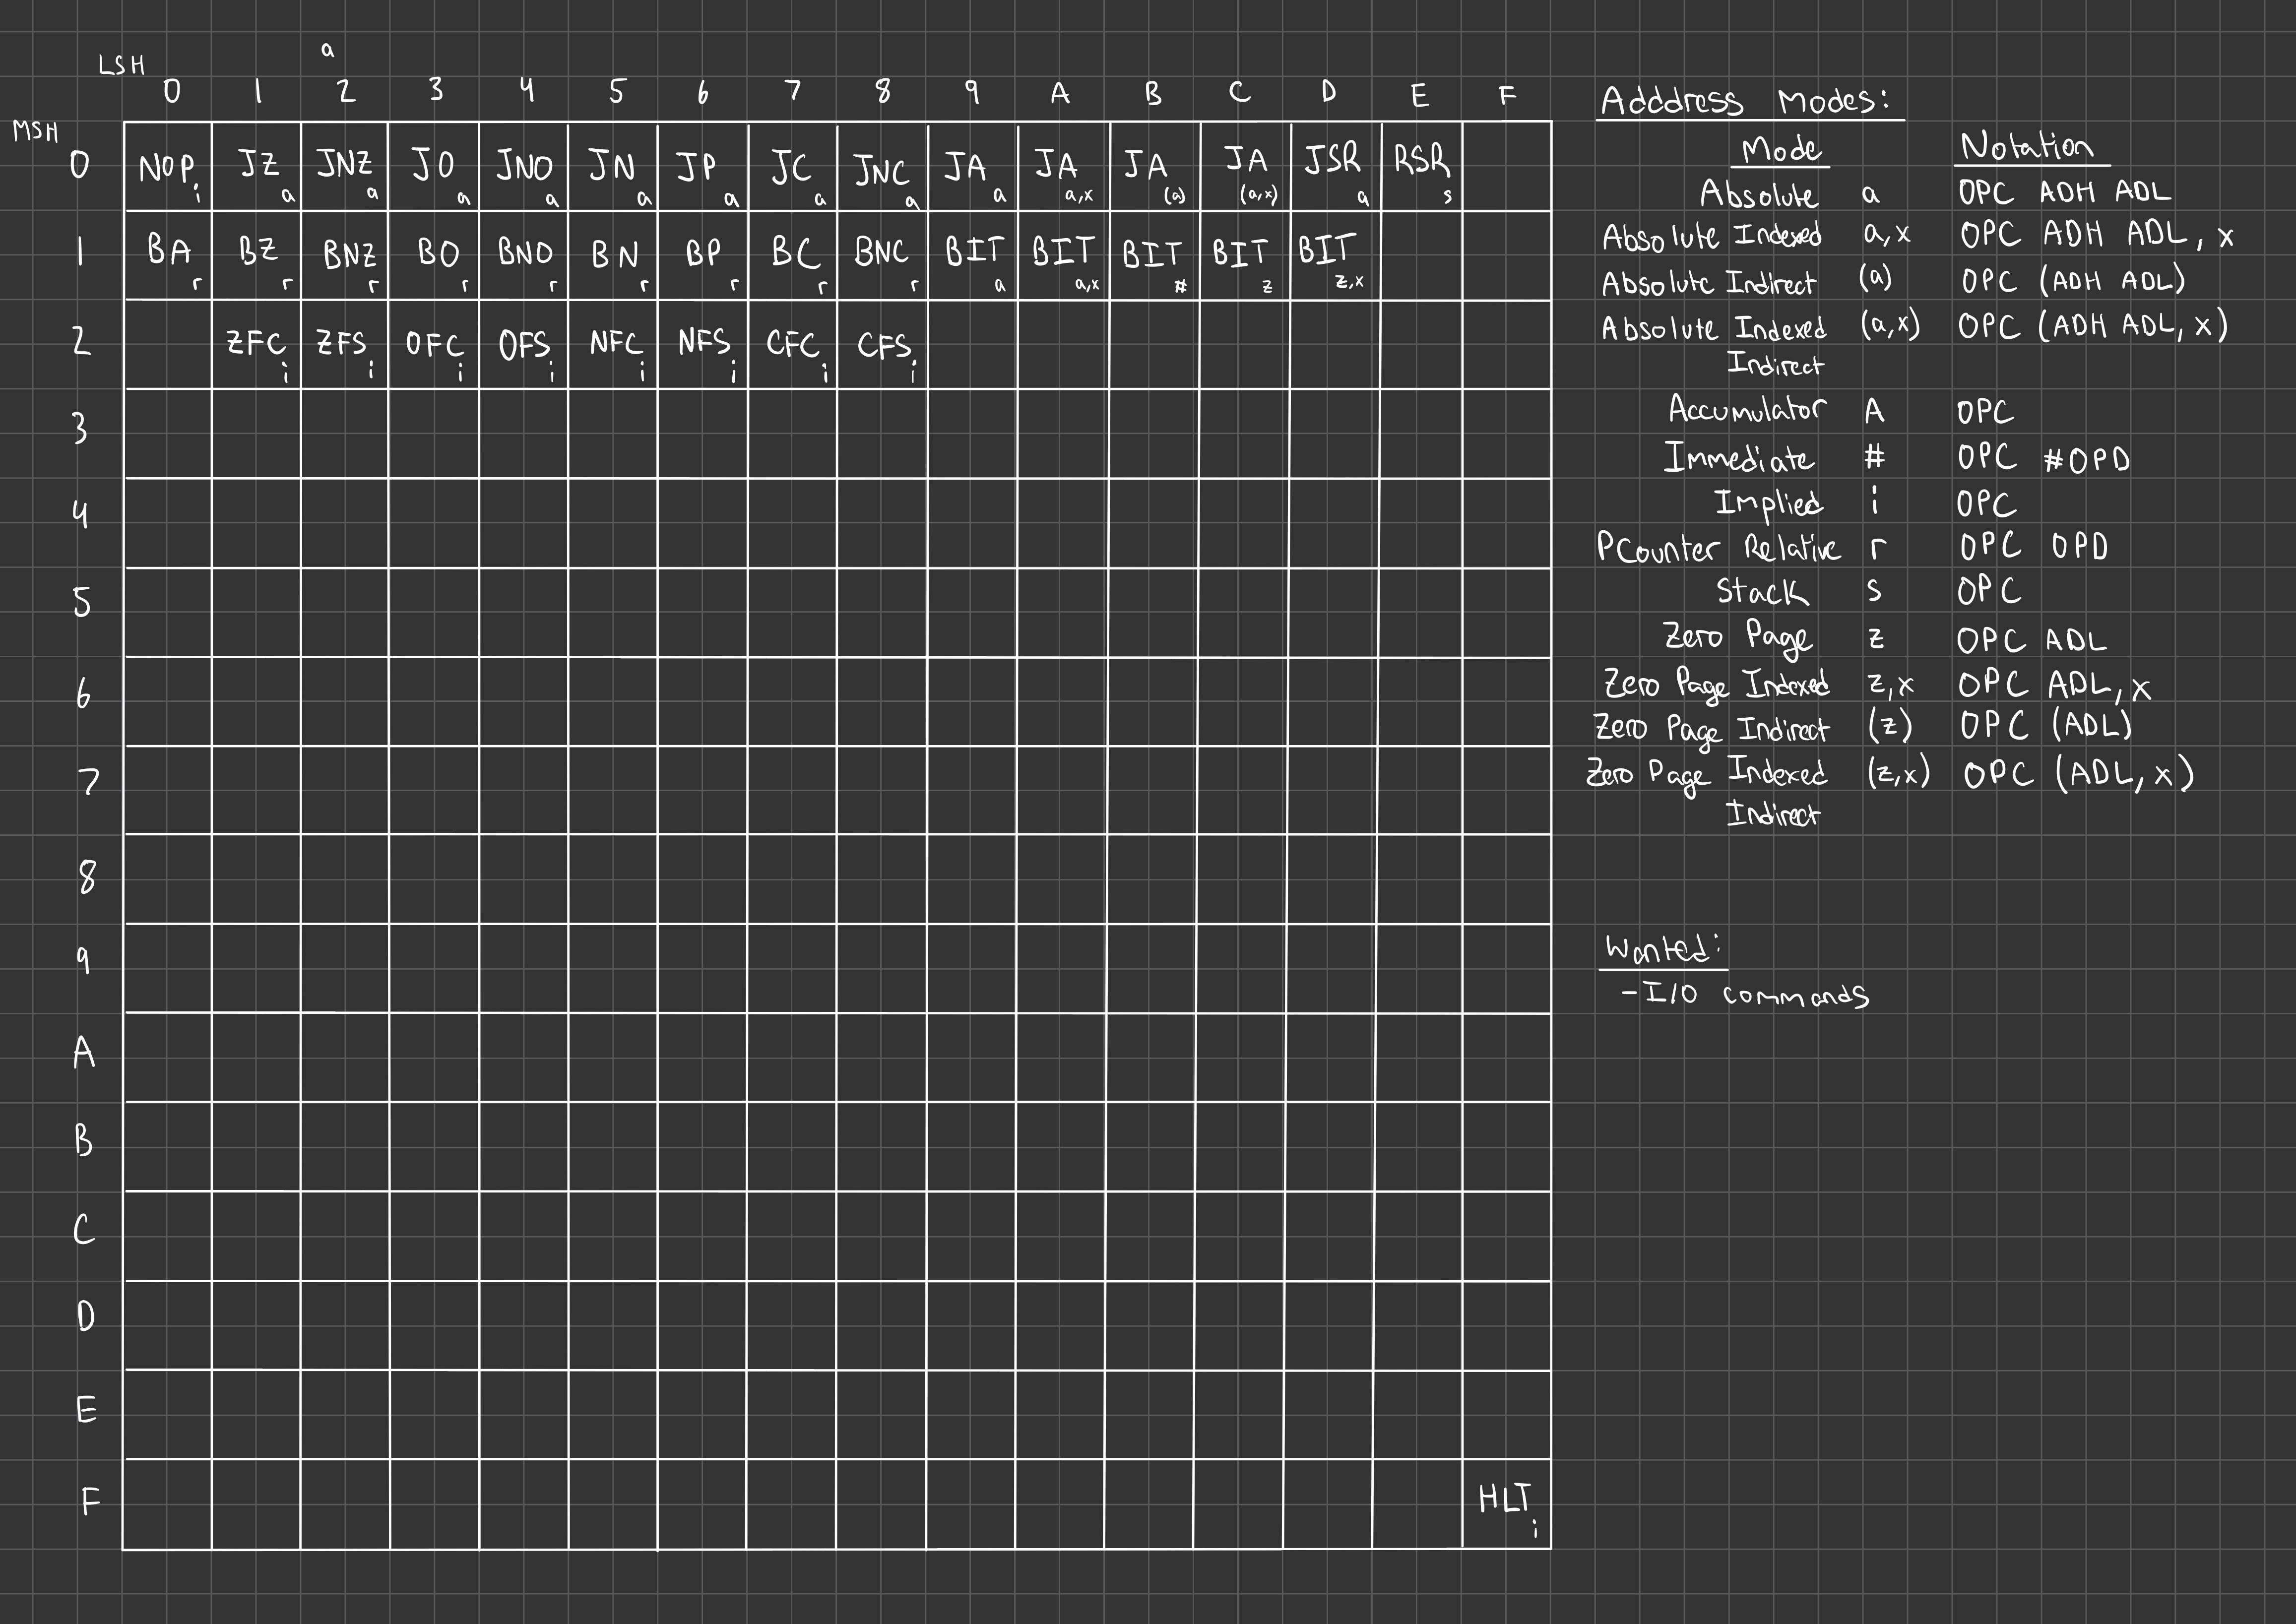 a
LSH
0 1 2 3 4 5 6 7 8 9 A B C D E F
MSH
0 NOP i JZ a JNZ a JO a JNO a JN a JP a JC a JNC a JA a JA a,x JA (a) JA (a,x) JSR a RSR s
1 BA r BZ r BNZ r BO r BNO r BN r BP r BC r BNC r BIT a BIT a,x BIT # BIT z BIT z,x
2 ZFC i ZFS i OFC i OFS i NFC i NFS i CFC i CFS i
3
4
5
6
7
8
9
A
B
C
D
E
F HLT i
Adddress Modes:
Mode Notation
Absolute a OPC ADH ADL
Absolute Indexed a,x OPC ADH ADL, x
Absolute Indirect (a) OPC (ADH ADL)
Absolute Indexed (a,x) OPC (ADH ADL, x)
Indirect
Accumulator A OPC
Immediate # OPC #OPD
Implied i OPC
PCounter Relative r OPC OPD
Stack s OPC
Zero Page z OPC ADL
Zero Page Indexed z,x OPC ADL, x
Zero Page Indirect (z) OPC (ADL)
Zero Page Indexed (z,x) OPC (ADL, x)
Indirect
Wanted:
-I/O commands